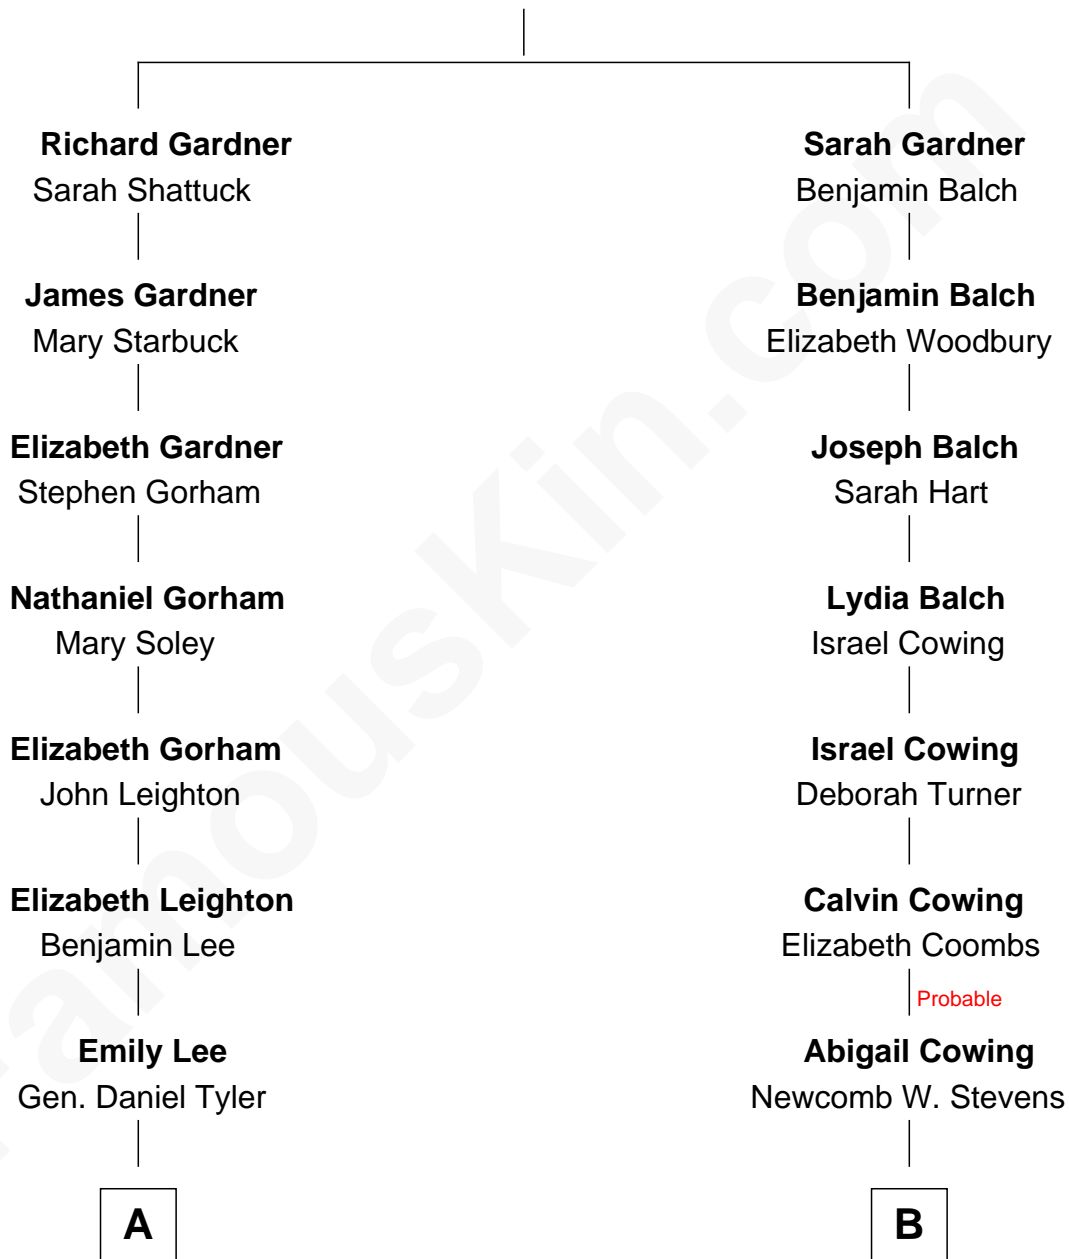 Richard Gardner
Sarah Shattuck
James Gardner
Mary Starbuck
Elizabeth Gardner
Stephen Gorham
Nathaniel Gorham
Mary Soley
Elizabeth Gorham
John Leighton
Elizabeth Leighton
Benjamin Lee
Emily Lee
Gen. Daniel Tyler
A
Sarah Gardner
Benjamin Balch
Benjamin Balch
Elizabeth Woodbury
Joseph Balch
Sarah Hart
Lydia Balch
Israel Cowing
Israel Cowing
Deborah Turner
Calvin Cowing
Elizabeth Coombs
Probable
Abigail Cowing
Newcomb W. Stevens
B
FamousKin.com